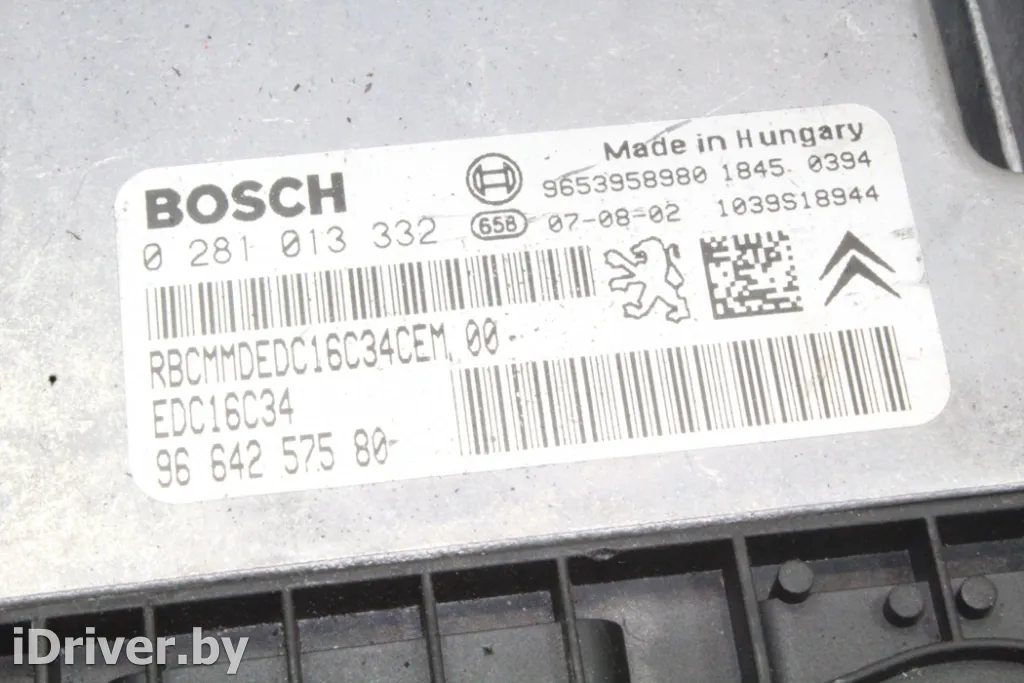 Made in Hungary
BOSCH
9653958980 1845 0394
0 281 013 332
658 07-08-02 1039S18944
RBCMMDEDC16C34CEM 00-
EDC16C34
96 642 575 80-
iDriver.by